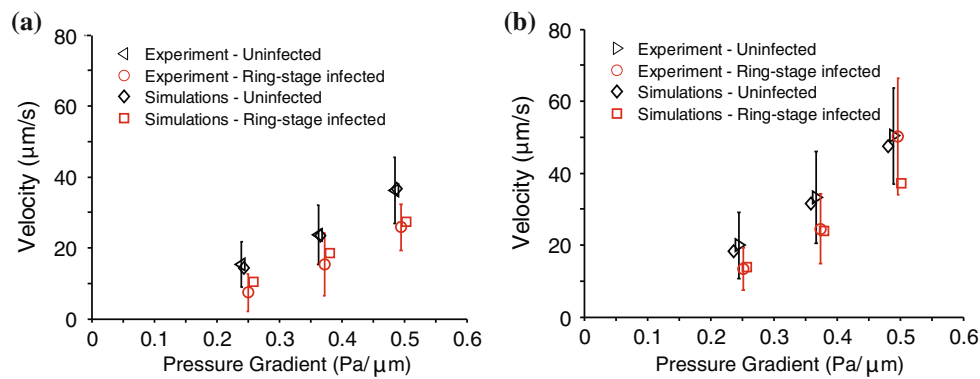 (a)
80
60
40
20
0
Velocity (μm/s)
Experiment - Uninfected
Experiment - Ring-stage infected
Simulations - Uninfected
Simulations - Ring-stage infected
0 0.1 0.2 0.3 0.4 0.5 0.6
Pressure Gradient (Pa/μm)
(b)
80
60
40
20
0
Velocity (μm/s)
Experiment - Uninfected
Experiment - Ring-stage infected
Simulations - Uninfected
Simulations - Ring-stage infected
0 0.1 0.2 0.3 0.4 0.5 0.6
Pressure Gradient (Pa/μm)